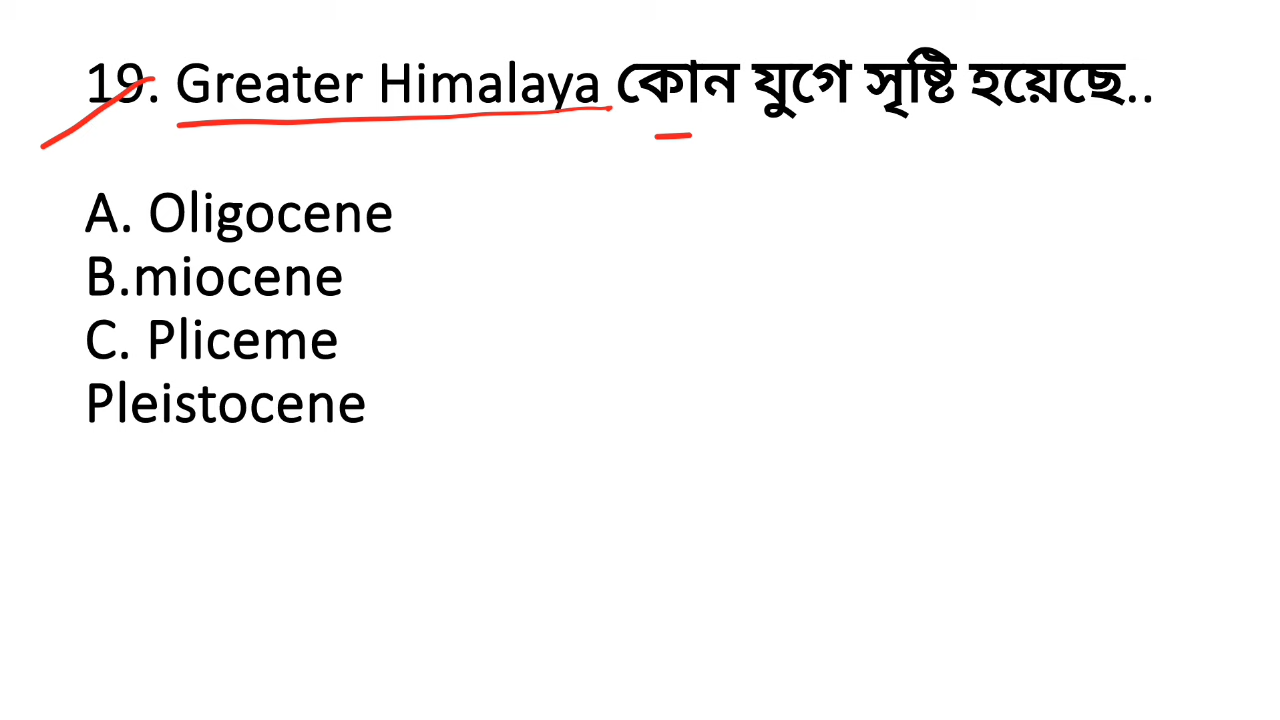 19. Greater Himalaya কোন যুগে সৃষ্টি হয়েছে..
A. Oligocene
B.miocene
C. Pliceme
Pleistocene